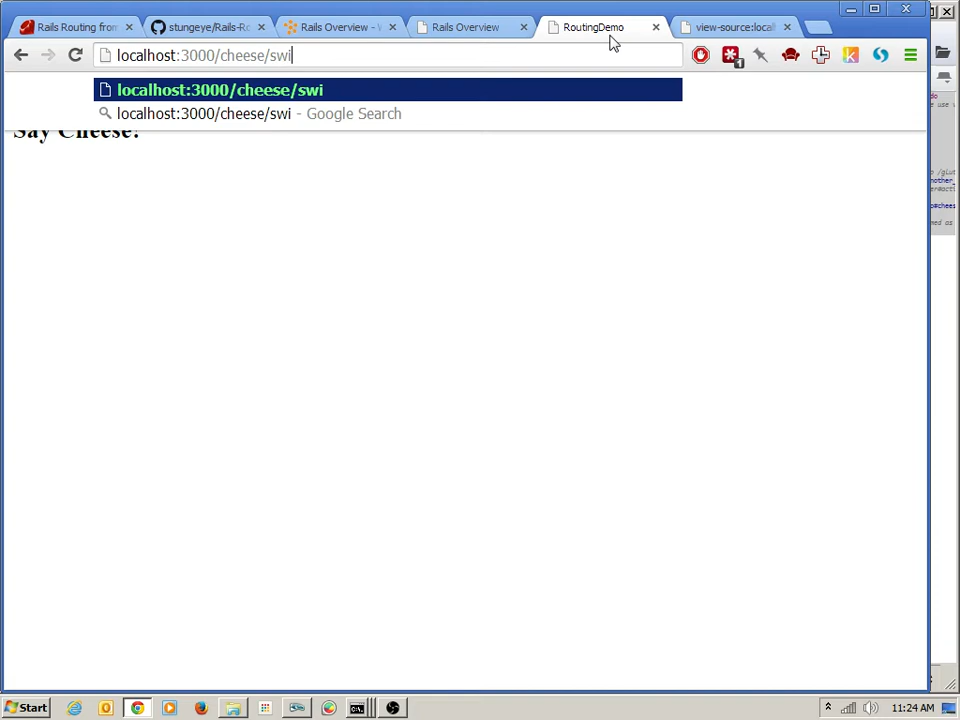 Rails Routing from
stungeye/Rails-Ro
Rails Overview - W
Rails Overview
RoutingDemo
view-source:local
localhost:3000/cheese/swi
localhost:3000/cheese/swi
localhost:3000/cheese/swi - Google Search
Say Cheese!
do
Start
11:24 AM